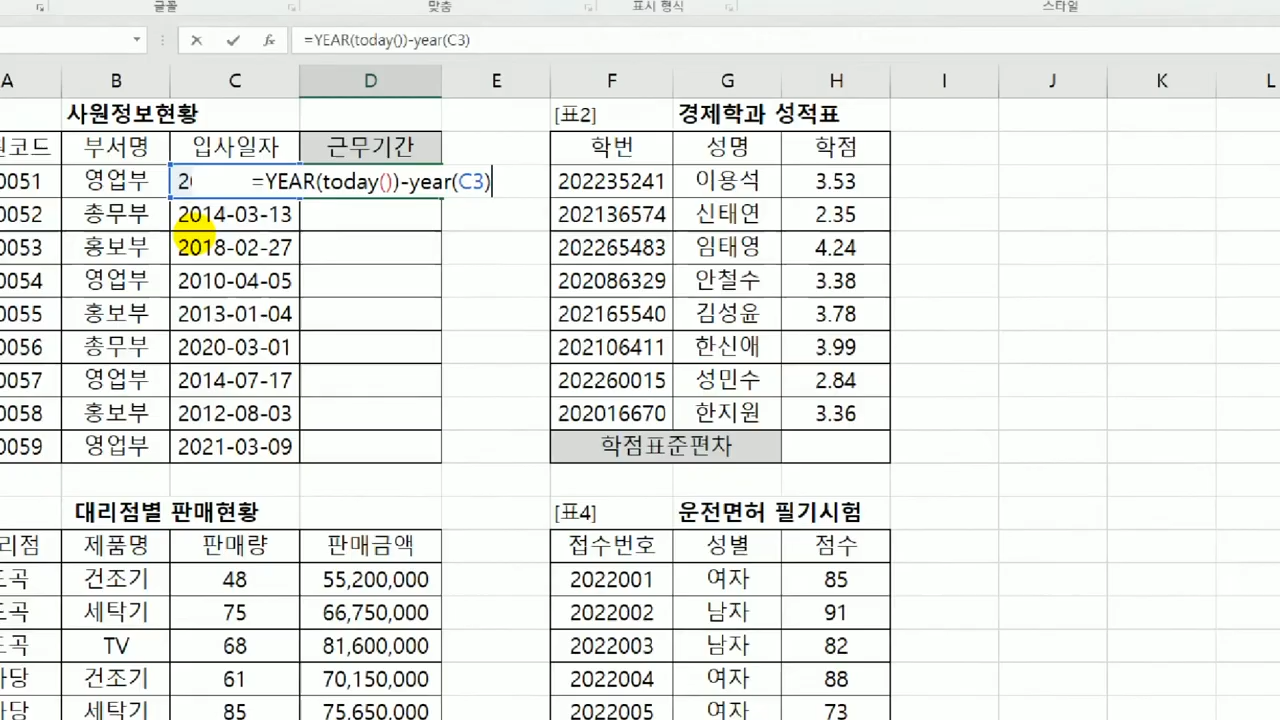 글꼴 맞춤 표시 형식 스타일
=YEAR(today())-year(C3)
A B C D E F G H I J K L
사원정보현황 [표2] 경제학과 성적표
원코드 부서명 입사일자 근무기간 학번 성명 학점
0051 영업부 2 =YEAR(today())-year(C3) 202235241 이용석 3.53
0052 총무부 2014-03-13 202136574 신태연 2.35
0053 홍보부 2018-02-27 202265483 임태영 4.24
0054 영업부 2010-04-05 202086329 안철수 3.38
0055 홍보부 2013-01-04 202165540 김성윤 3.78
0056 총무부 2020-03-01 202106411 한신애 3.99
0057 영업부 2014-07-17 202260015 성민수 2.84
0058 홍보부 2012-08-03 202016670 한지원 3.36
0059 영업부 2021-03-09 학점표준편차
대리점별 판매현황 [표4] 운전면허 필기시험
리점 제품명 판매량 판매금액 접수번호 성별 점수
곡 건조기 48 55,200,000 2022001 여자 85
곡 세탁기 75 66,750,000 2022002 남자 91
곡 TV 68 81,600,000 2022003 남자 82
당 건조기 61 70,150,000 2022004 여자 88
당 세탁기 85 75,650,000 2022005 여자 73